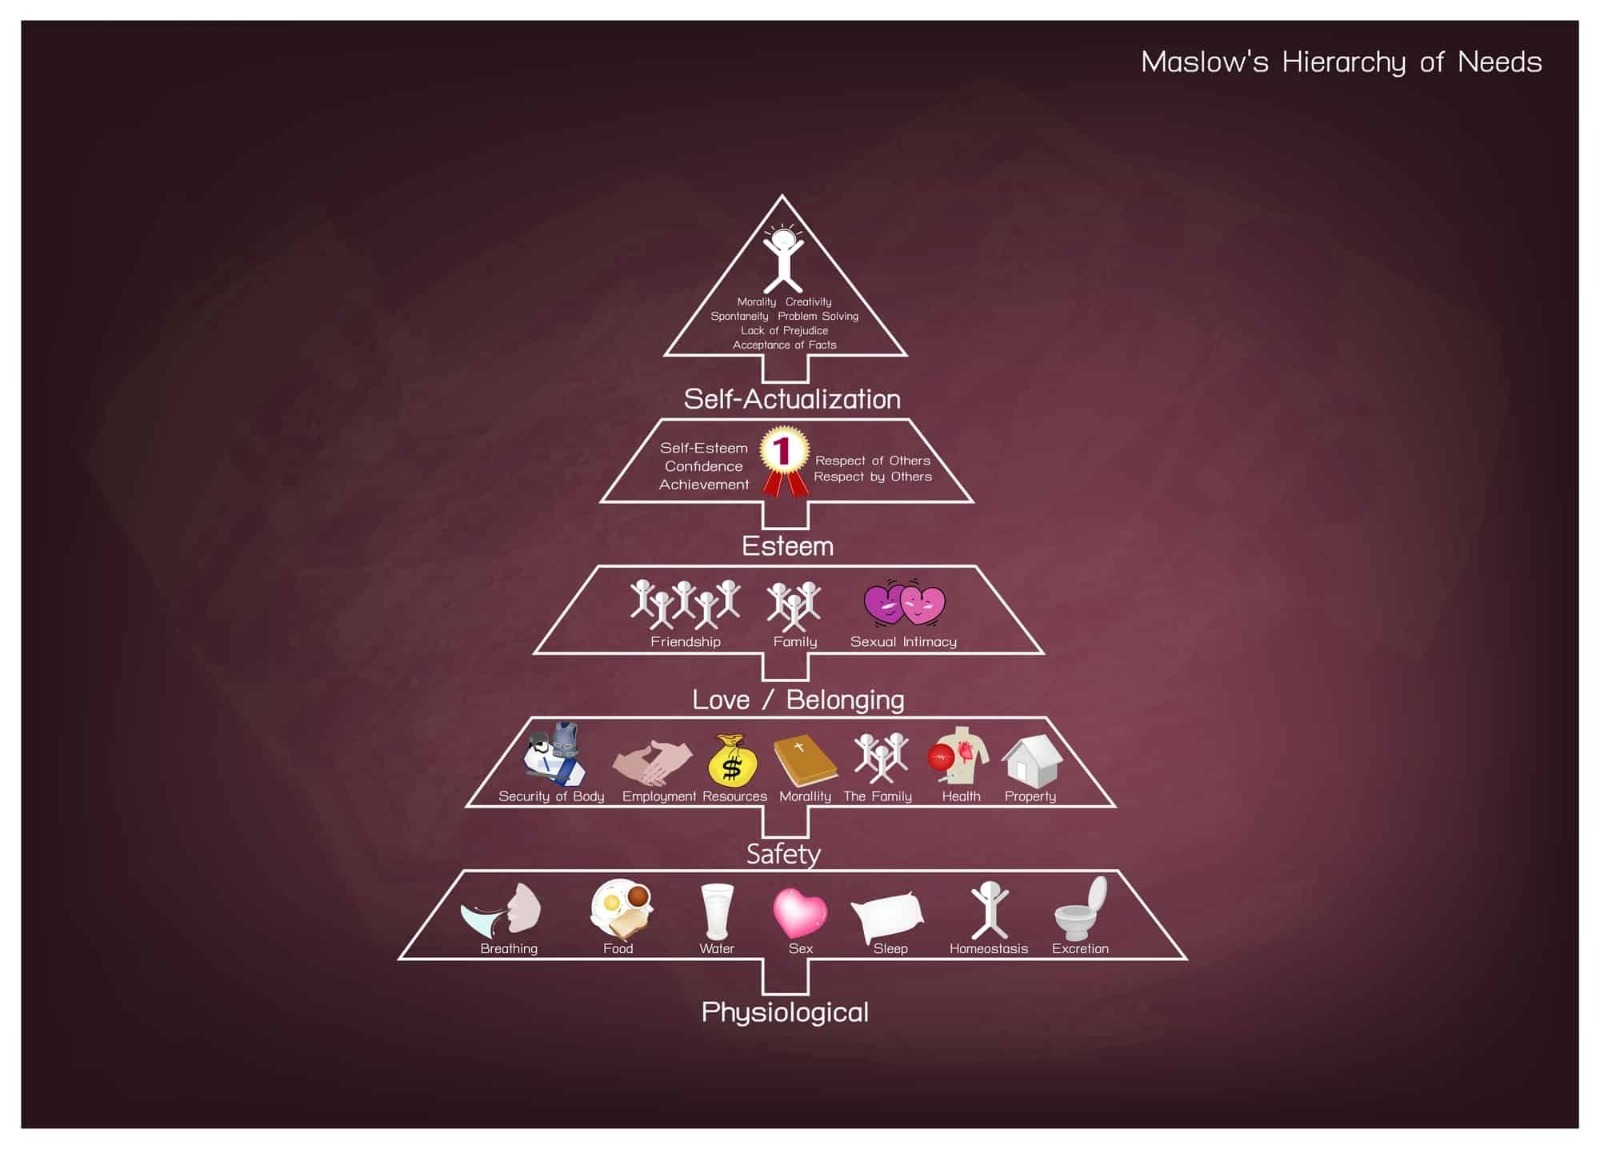 Maslow's Hierarchy of Needs
Morality Creativity
Spontaneity Problem Solving
Lack of Prejudice
Acceptance of Facts
Self-Actualization
Self-Esteem
Confidence
Achievement
1
Respect of Others
Respect by Others
Esteem
Friendship Family Sexual Intimacy
Love / Belonging
$
Security of Body Employment Resources Morallity The Family Health Property
Safety
Breathing Food Water Sex Sleep Homeostasis Excretion
Physiological